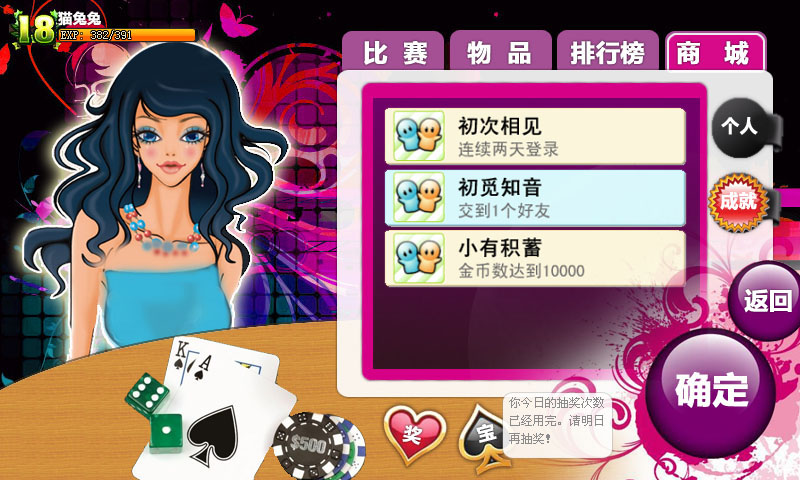 18
猫兔兔
EXP: 382/391
比 赛
物 品
排行榜
商 城
个人
成就
初次相见
连续两天登录
初觅知音
交到1个好友
小有积蓄
金币数达到10000
返回
确定
K
A
$500
奖
宝
你今日的抽奖次数
已经用完。请明日
再抽奖!